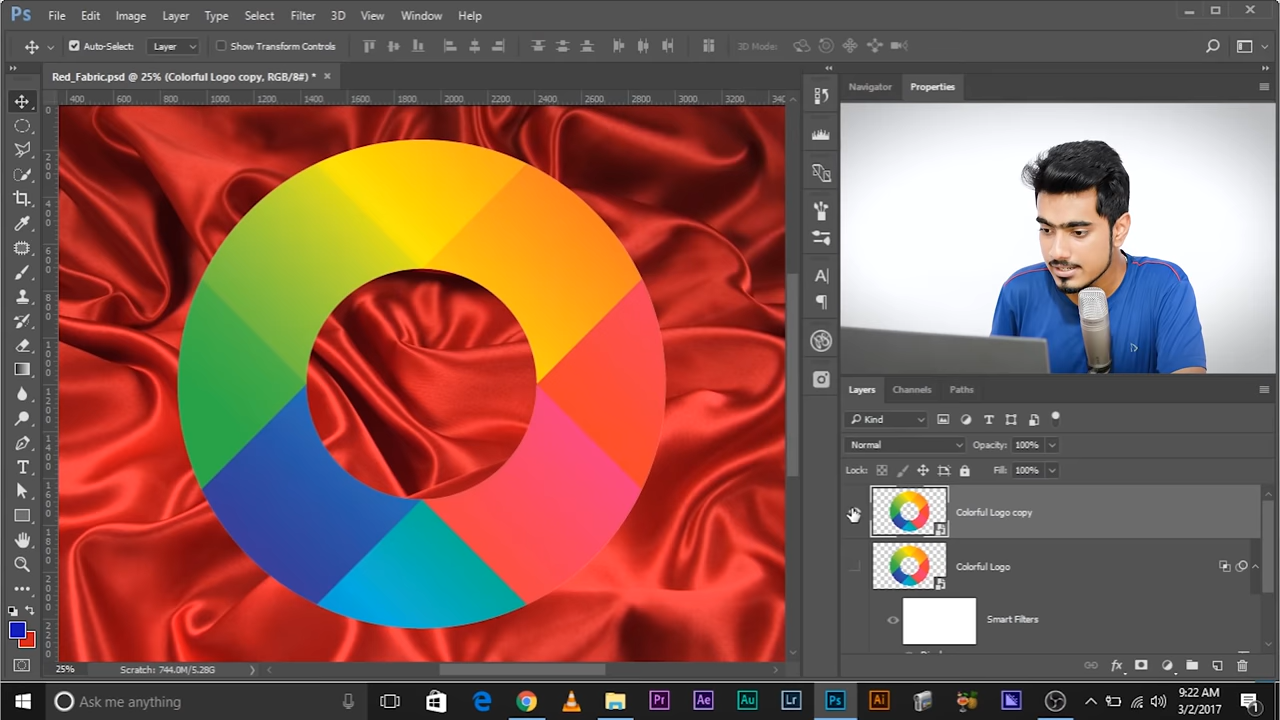 Ps File Edit Image Layer Type Select Filter 3D View Window Help
Auto-Select: Layer Show Transform Controls 3D Mode:
Red_Fabric.psd @ 25% (Colorful Logo copy, RGB/8#) * ×
400 600 800 1000 1200 1400 1600 1800 2000 2200 2400 2600 2800 3000 3200
Navigator Properties
Layers Channels Paths
Kind
Normal Opacity: 100%
Lock: Fill: 100%
Colorful Logo copy
Colorful Logo
Smart Filters
25% Scratch: 744.0M/5.28G
fx
Ask me anything Pr Ae Au Lr Ps Ai
9:22 AM
3/2/2017
1